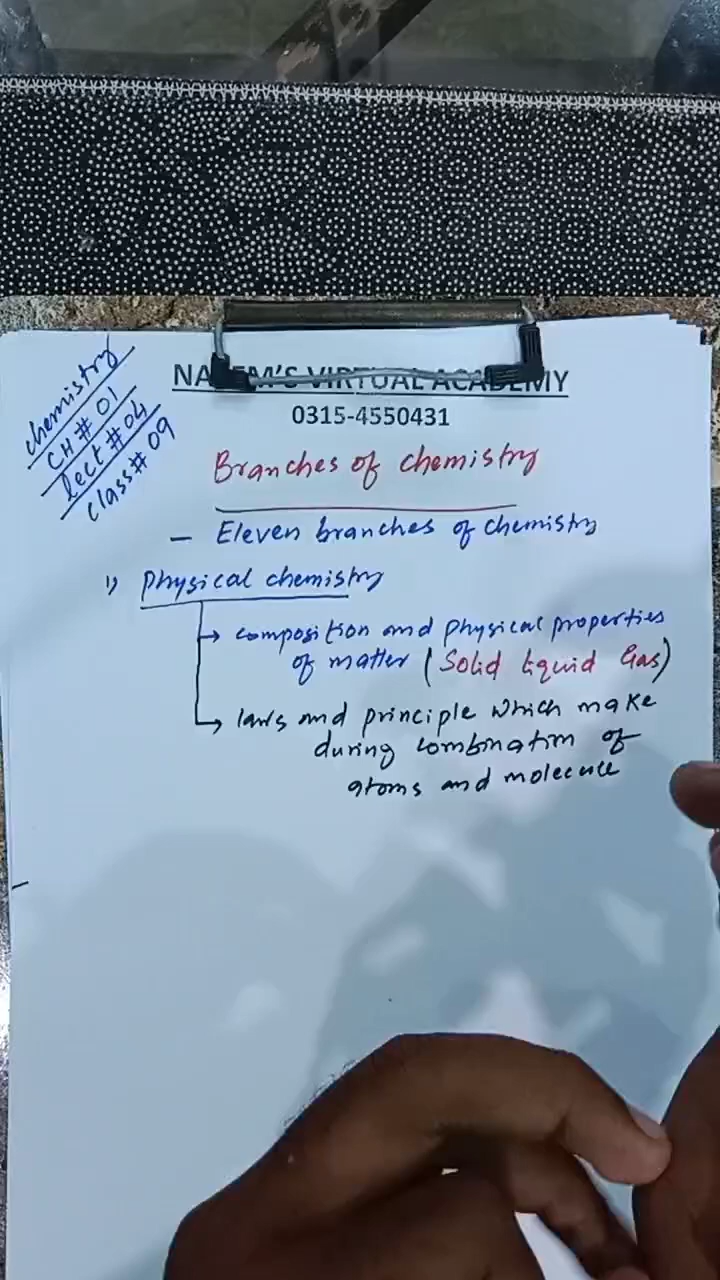 chemistry
CH # 01
lect # 04
class # 09
VIRTUAL ACADEMY
0315-4550431
Branches of chemistry
– Eleven branches of chemistry
1) Physical chemistry
→ composition and physical properties
of matter (Solid liquid Gas)
→ laws and principle which make
during combination of
atoms and molecule